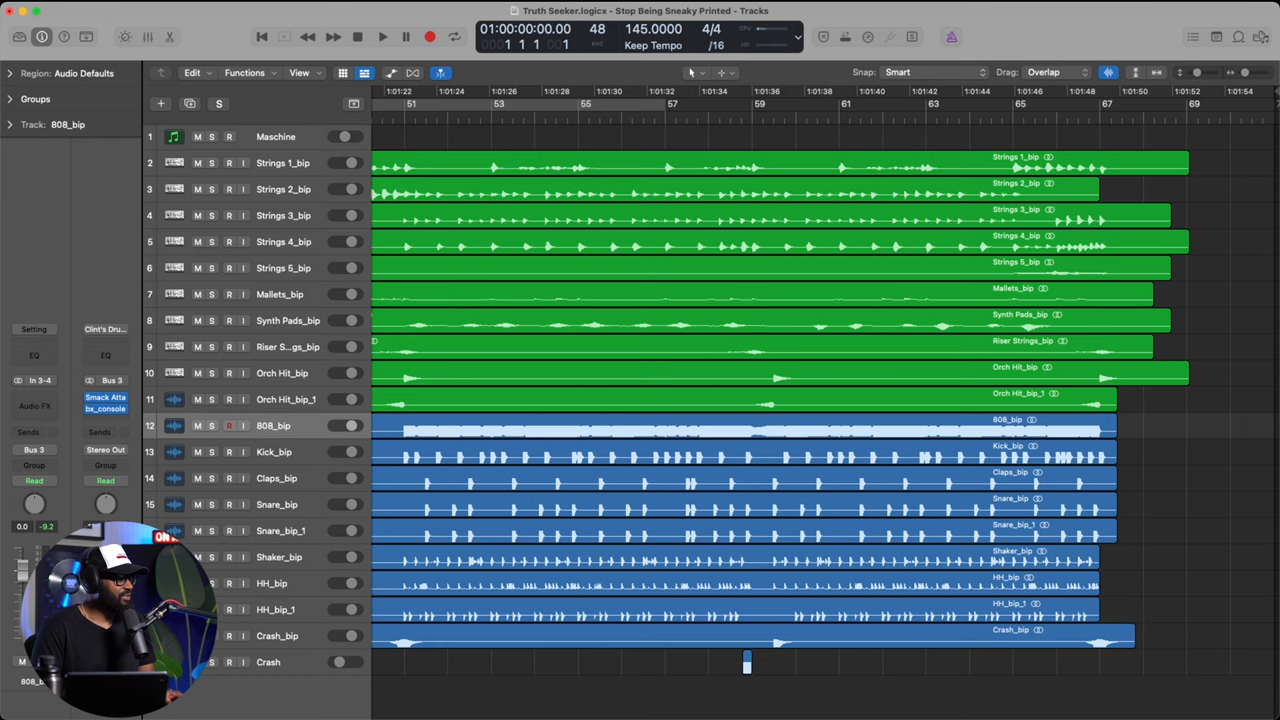 Truth Seeker.logicx - Stop Being Sneaky Printed - Tracks
01:00:00:00.00 48 145.0000 4/4 CPU
1 1 1 1 KHZ Keep Tempo /16 HD
Region: Audio Defaults Edit Functions View Snap: Smart Drag: Overlap
1:01:22 1:01:24 1:01:26 1:01:28 1:01:30 1:01:32 1:01:34 1:01:36 1:01:38 1:01:40 1:01:42 1:01:44 1:01:46 1:01:48 1:01:50 1:01:52 1:01:54
Groups S 51 53 55 57 59 61 63 65 67 69
Track: 808_bip
1 M S R Maschine
2 M S R I Strings 1_bip Strings 1_bip
3 M S R I Strings 2_bip Strings 2_bip
4 M S R I Strings 3_bip Strings 3_bip
5 M S R I Strings 4_bip Strings 4_bip
6 M S R I Strings 5_bip Strings 5_bip
7 M S R I Mallets_bip Mallets_bip
8 M S R I Synth Pads_bip Synth Pads_bip
9 M S R I Riser S...gs_bip Riser Strings_bip
10 M S R I Orch Hit_bip Orch Hit_bip
11 M S R I Orch Hit_bip_1 Orch Hit_bip_1
12 M S R I 808_bip 808_bip
13 M S R I Kick_bip Kick_bip
14 M S R I Claps_bip Claps_bip
15 M S R I Snare_bip Snare_bip
M S R I Snare_bip_1 Snare_bip_1
S R I Shaker_bip Shaker_bip
R I HH_bip HH_bip
R I HH_bip_1 HH_bip_1
S R I Crash_bip Crash_bip
M S R I Crash
Setting Clint's Dru...
EQ EQ
In 3-4 Bus 3
Audio FX Smack Atta
bx_console
Sends Sends
Bus 3 Stereo Out
Group Group
Read Read
0.0 -9.2
ON
808_b